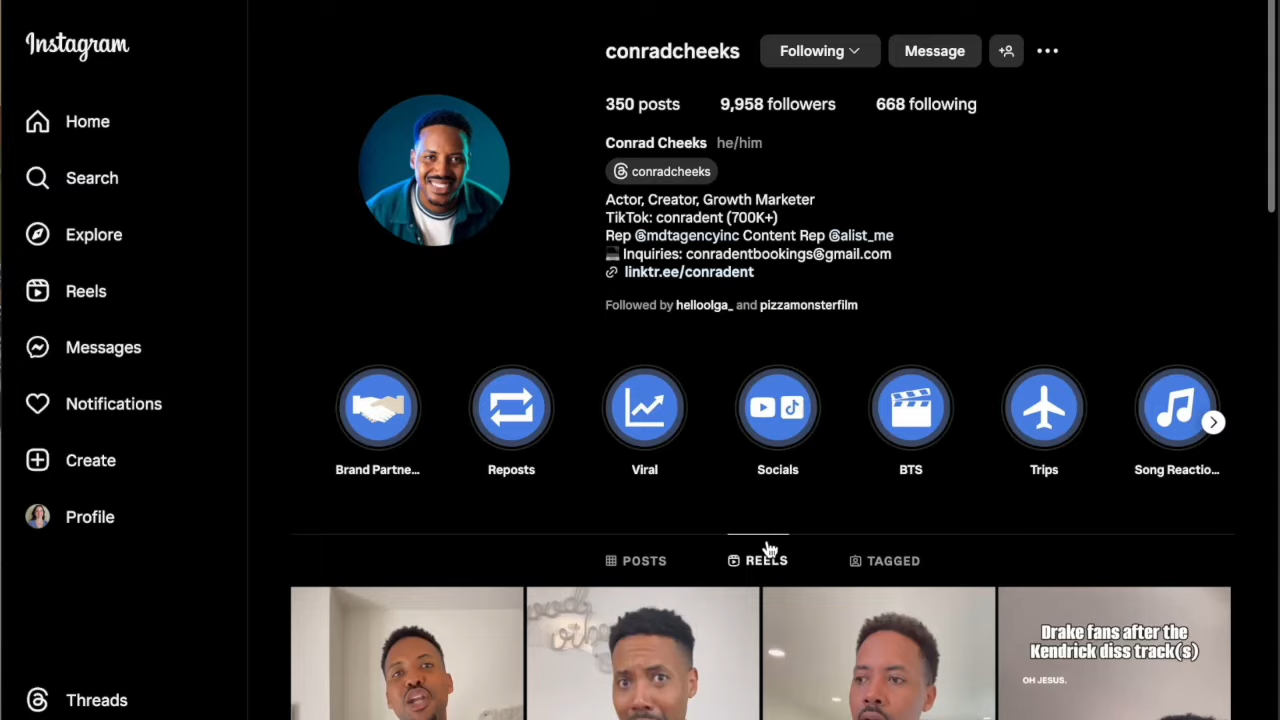 Instagram
Home
Search
Explore
Reels
Messages
Notifications
Create
Profile
Threads
conradcheeks
Following
Message
350 posts 9,958 followers 668 following
Conrad Cheeks he/him
conradcheeks
Actor, Creator, Growth Marketer
TikTok: conradent (700K+)
Rep @mdtagencyinc Content Rep @alist_me
Inquiries: conradentbookings@gmail.com
linktr.ee/conradent
Followed by helloolga_ and pizzamonsterfilm
Brand Partne...
Reposts
Viral
Socials
BTS
Trips
Song Reactio...
POSTS
REELS
TAGGED
Drake fans after the
Kendrick diss track(s)
OH JESUS.